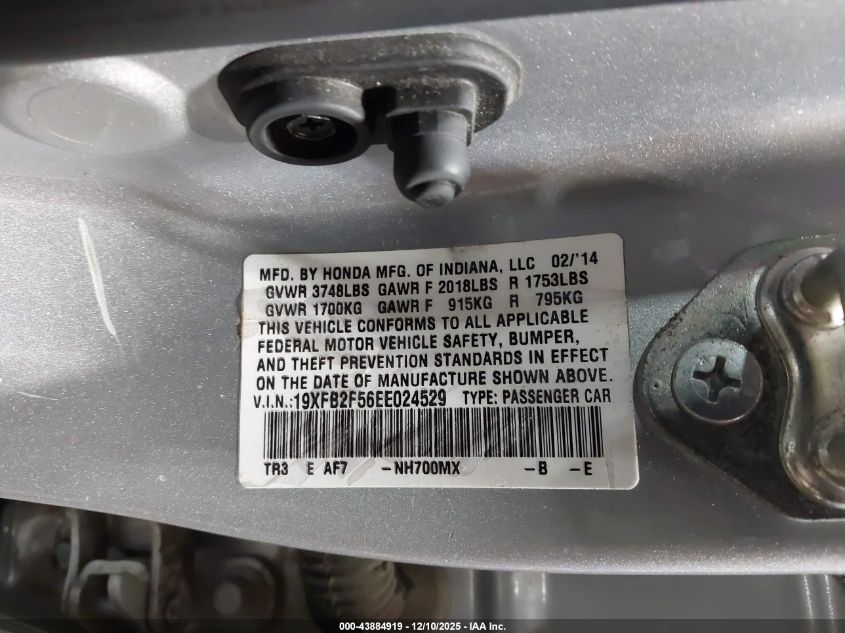 MFD. BY HONDA MFG. OF INDIANA, LLC 02/'14
GVWR 3748LBS GAWR F 2018LBS R 1753LBS
GVWR 1700KG GAWR F 915KG R 795KG
THIS VEHICLE CONFORMS TO ALL APPLICABLE
FEDERAL MOTOR VEHICLE SAFETY, BUMPER,
AND THEFT PREVENTION STANDARDS IN EFFECT
ON THE DATE OF MANUFACTURE SHOWN ABOVE.
V.I.N.:19XFB2F56EE024529 TYPE: PASSENGER CAR
TR3 E AF7 -NH700MX -B -E
000-43884919 - 12/10/2025 - IAA Inc.